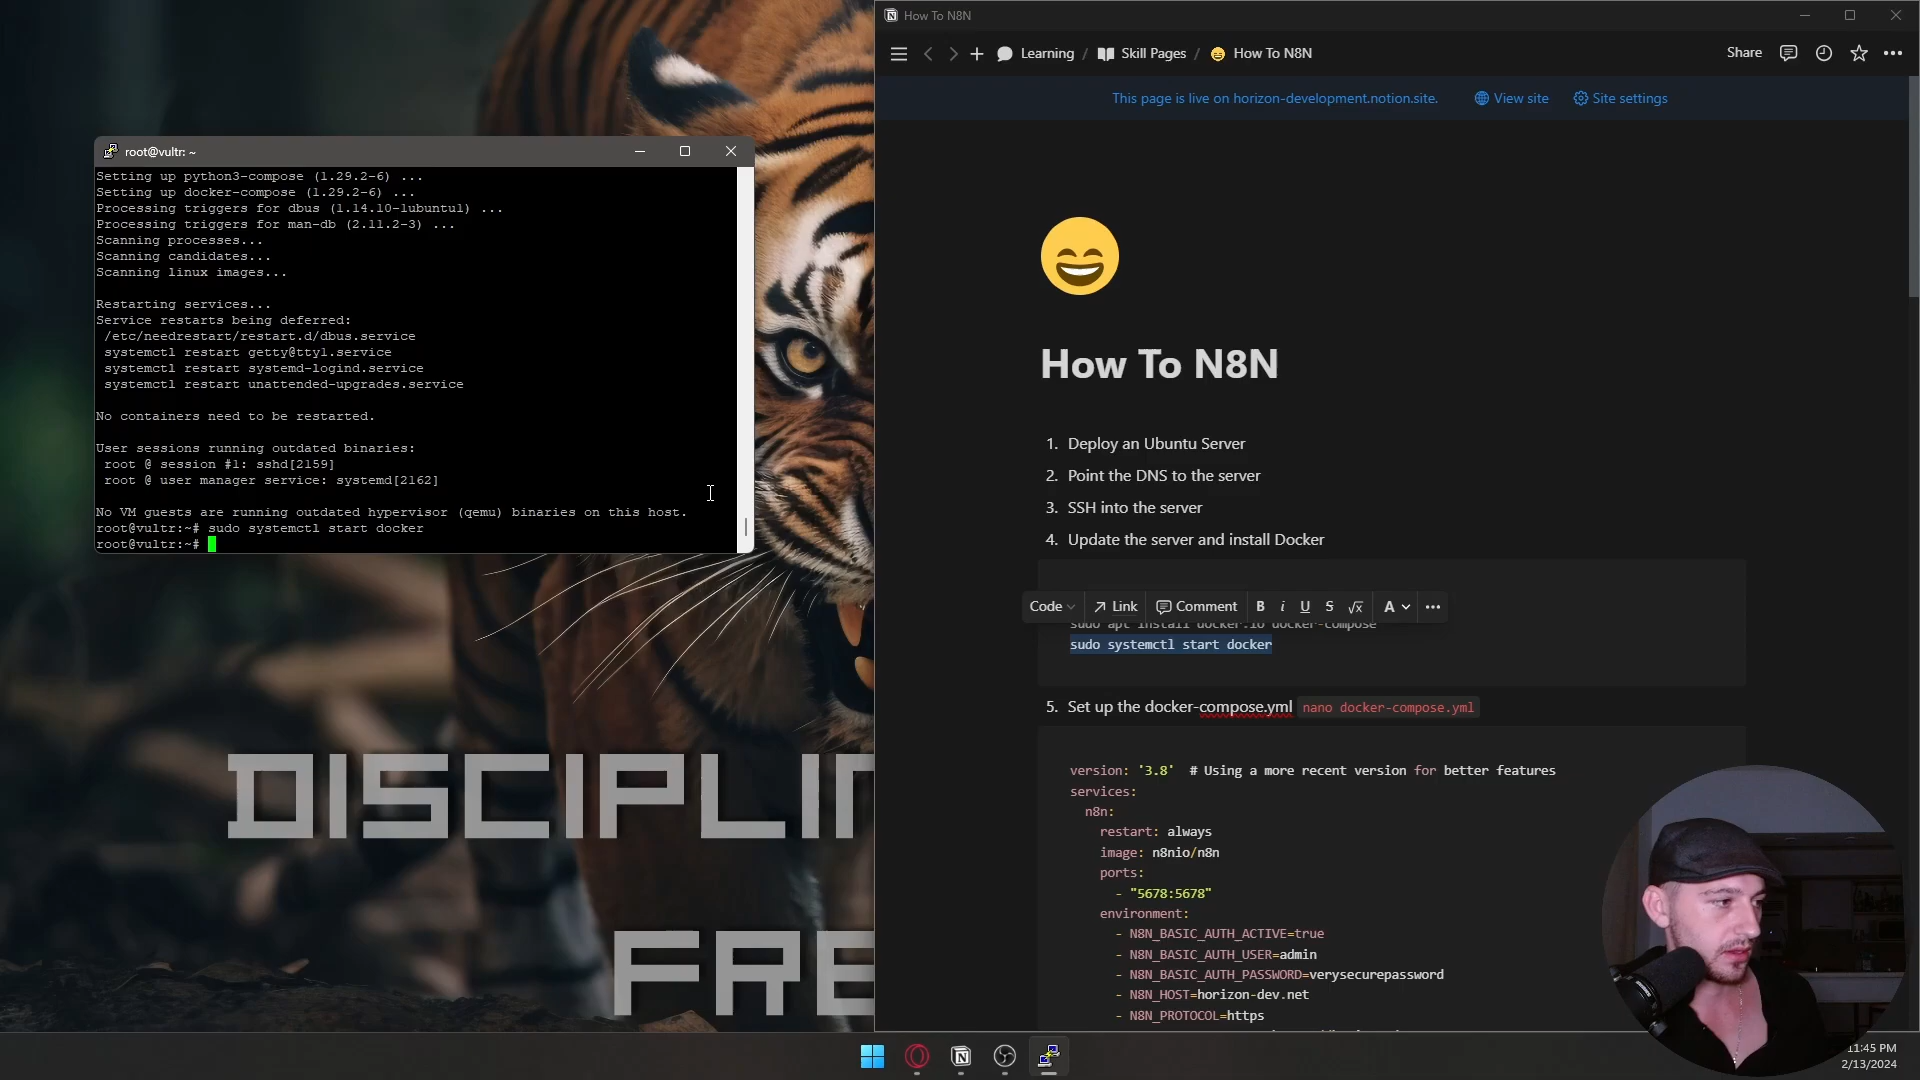 root@vultr: ~
Setting up python3-compose (1.29.2-6) ...
Setting up docker-compose (1.29.2-6) ...
Processing triggers for dbus (1.14.10-1ubuntu1) ...
Processing triggers for man-db (2.11.2-3) ...
Scanning processes...
Scanning candidates...
Scanning linux images...
Restarting services...
Service restarts being deferred:
/etc/needrestart/restart.d/dbus.service
systemctl restart getty@tty1.service
systemctl restart systemd-logind.service
systemctl restart unattended-upgrades.service
No containers need to be restarted.
User sessions running outdated binaries:
root @ session #1: sshd[2159]
root @ user manager service: systemd[2162]
No VM guests are running outdated hypervisor (qemu) binaries on this host.
root@vultr:~# sudo systemctl start docker
root@vultr:~#
DISCIPLIN
FRE
How To N8N
Learning / Skill Pages / How To N8N
Share
This page is live on horizon-development.notion.site. View site Site settings
How To N8N
1. Deploy an Ubuntu Server
2. Point the DNS to the server
3. SSH into the server
4. Update the server and install Docker
Code Link Comment B i U S √x A
sudo apt install docker.io docker-compose
sudo systemctl start docker
5. Set up the docker-compose.yml nano docker-compose.yml
version: '3.8' # Using a more recent version for better features
services:
n8n:
restart: always
image: n8nio/n8n
ports:
- "5678:5678"
environment:
- N8N_BASIC_AUTH_ACTIVE=true
- N8N_BASIC_AUTH_USER=admin
- N8N_BASIC_AUTH_PASSWORD=verysecurepassword
- N8N_HOST=horizon-dev.net
- N8N_PROTOCOL=https
11:45 PM
2/13/2024